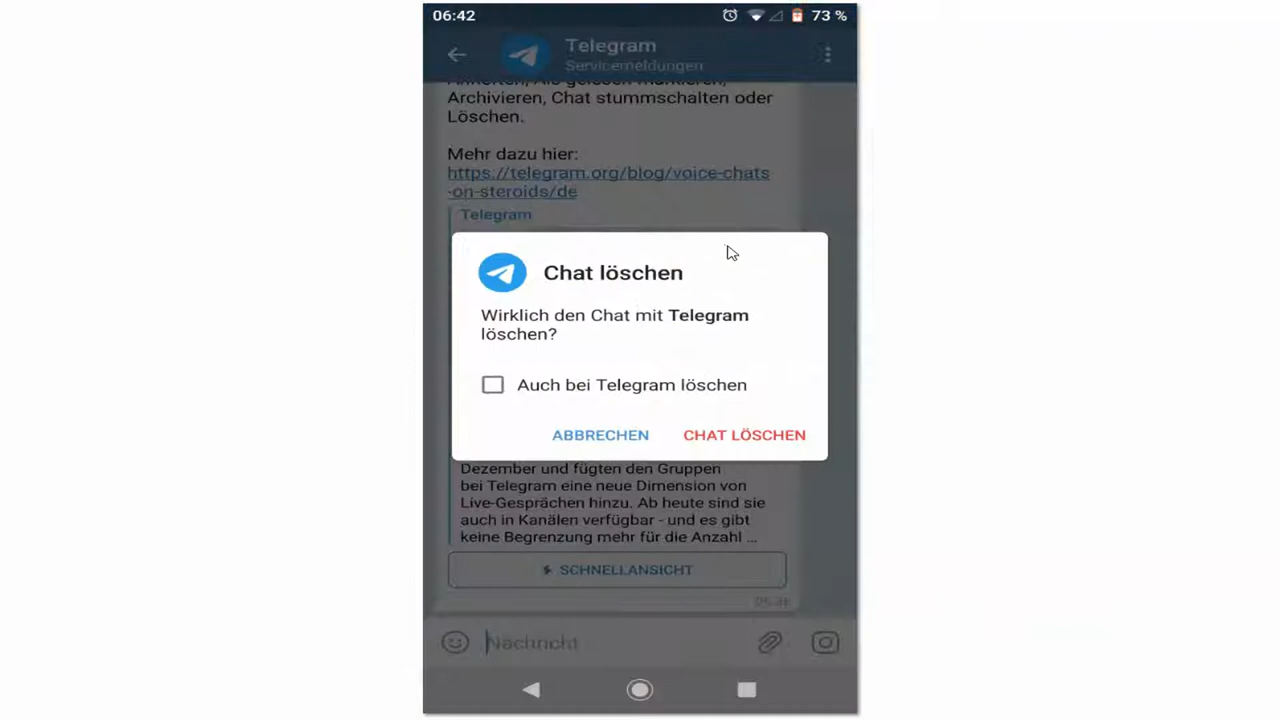 06:42
73 %
Telegram
Servicemeldungen
Archivieren, Chat stummschalten oder
Löschen.
Mehr dazu hier:
https://telegram.org/blog/voice-chats
-on-steroids/de
Telegram
Chat löschen
Wirklich den Chat mit Telegram
löschen?
Auch bei Telegram löschen
ABBRECHEN
CHAT LÖSCHEN
Dezember und fügten den Gruppen
bei Telegram eine neue Dimension von
Live-Gesprächen hinzu. Ab heute sind sie
auch in Kanälen verfügbar - und es gibt
keine Begrenzung mehr für die Anzahl ...
SCHNELLANSICHT
Nachricht